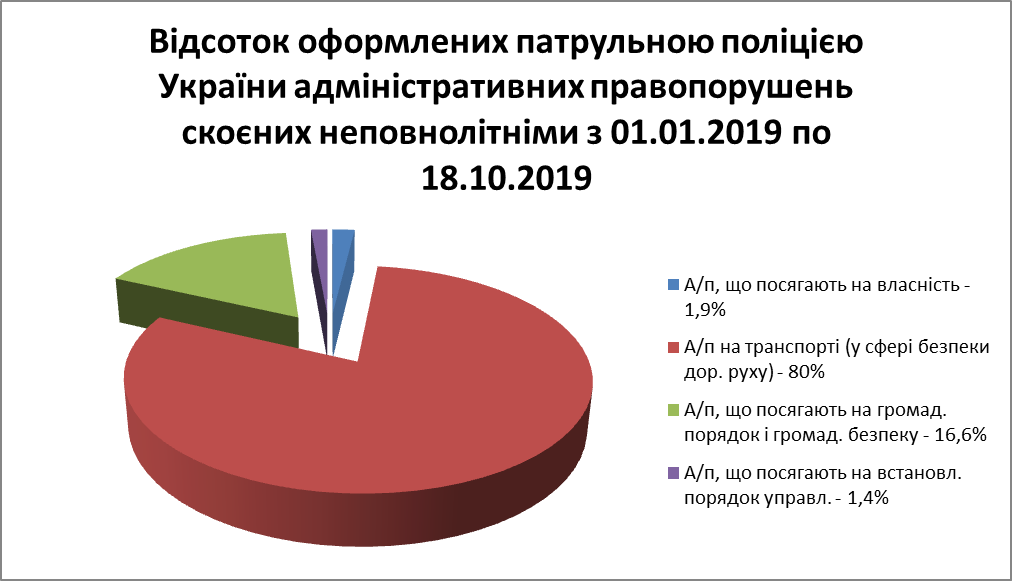 Відсоток оформлених патрульною поліцією
України адміністративних правопорушень
скоєних неповнолітніми з 01.01.2019 по
18.10.2019
А/п, що посягають на власність -
1,9%
А/п на транспорті (у сфері безпеки
дор. руху) - 80%
А/п, що посягають на громад.
порядок і громад. безпеку - 16,6%
А/п, що посягають на встановл.
порядок управл. - 1,4%